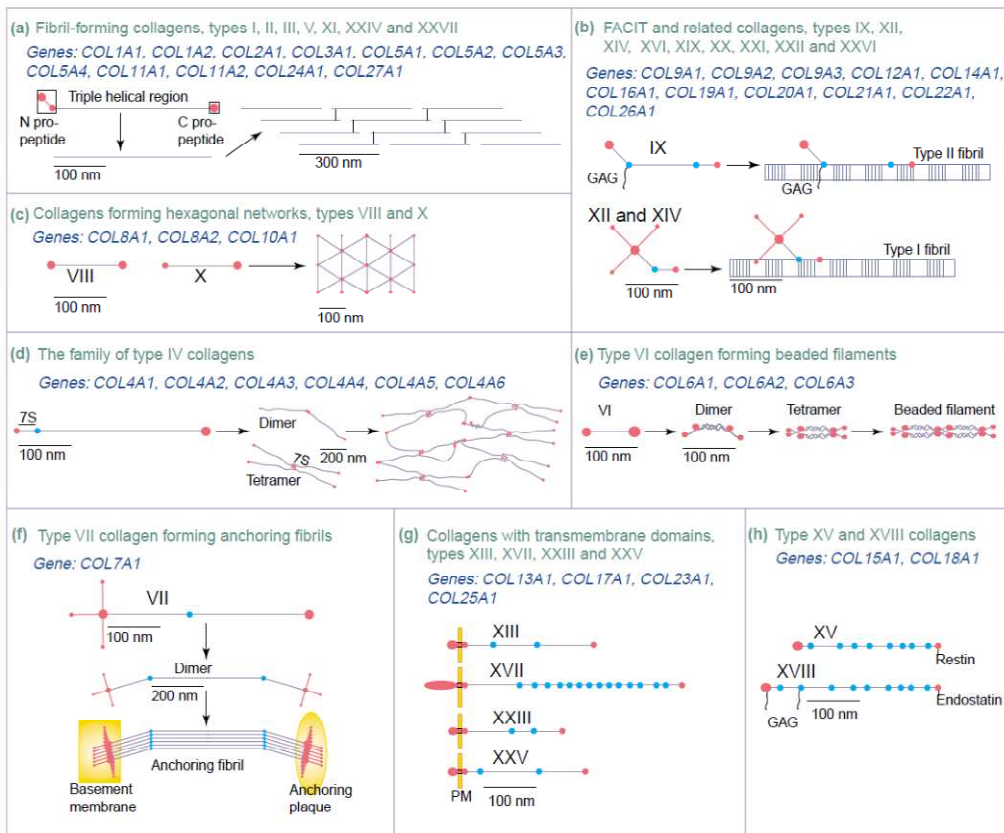 (a) Fibril-forming collagens, types I, II, III, V, XI, XXIV and XXVII
Genes: COL1A1, COL1A2, COL2A1, COL3A1, COL5A1, COL5A2, COL5A3,
COL5A4, COL11A1, COL11A2, COL24A1, COL27A1
Triple helical region
N pro-
peptide
C pro-
peptide
100 nm
300 nm
(b) FACIT and related collagens, types IX, XII,
XIV, XVI, XIX, XX, XXI, XXII and XXVI
Genes: COL9A1, COL9A2, COL9A3, COL12A1, COL14A1,
COL16A1, COL19A1, COL20A1, COL21A1, COL22A1,
COL26A1
IX
GAG
Type II fibril
GAG
XII and XIV
100 nm
Type I fibril
100 nm
(c) Collagens forming hexagonal networks, types VIII and X
Genes: COL8A1, COL8A2, COL10A1
VIII
X
100 nm
100 nm
(d) The family of type IV collagens
Genes: COL4A1, COL4A2, COL4A3, COL4A4, COL4A5, COL4A6
7S
100 nm
Dimer
200 nm
7S
Tetramer
(e) Type VI collagen forming beaded filaments
Genes: COL6A1, COL6A2, COL6A3
VI
Dimer
Tetramer
Beaded filament
100 nm
100 nm
(f) Type VII collagen forming anchoring fibrils
Gene: COL7A1
VII
100 nm
Dimer
200 nm
Anchoring fibril
Basement
membrane
Anchoring
plaque
(g) Collagens with transmembrane domains,
types XIII, XVII, XXIII and XXV
Genes: COL13A1, COL17A1, COL23A1,
COL25A1
XIII
XVII
XXIII
XXV
PM
100 nm
(h) Type XV and XVIII collagens
Genes: COL15A1, COL18A1
XV
Restin
XVIII
Endostatin
GAG
100 nm